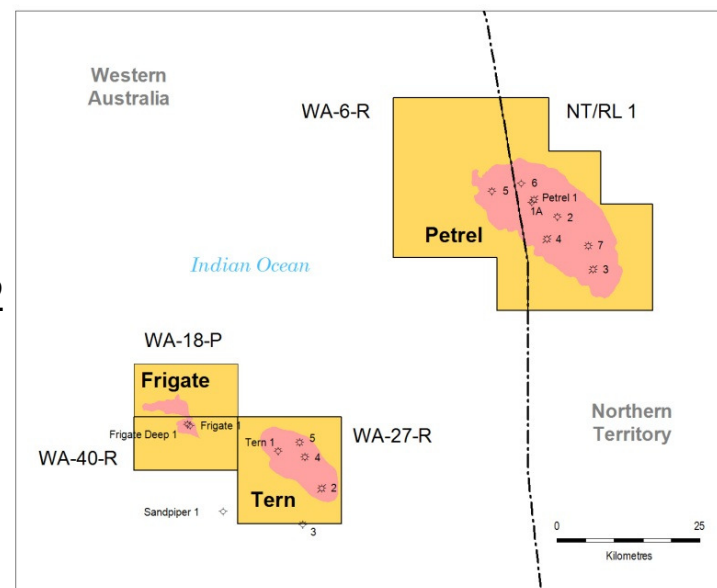 Western
Australia
WA-6-R
NT/RL 1
6
5
Petrel 1
1A
2
Petrel
4
7
3
Indian Ocean
2
WA-18-P
Frigate
Frigate 1
Frigate Deep 1
WA-40-R
WA-27-R
Tern 1
5
4
2
Tern
Sandpiper 1
3
Northern
Territory
0
25
Kilometres